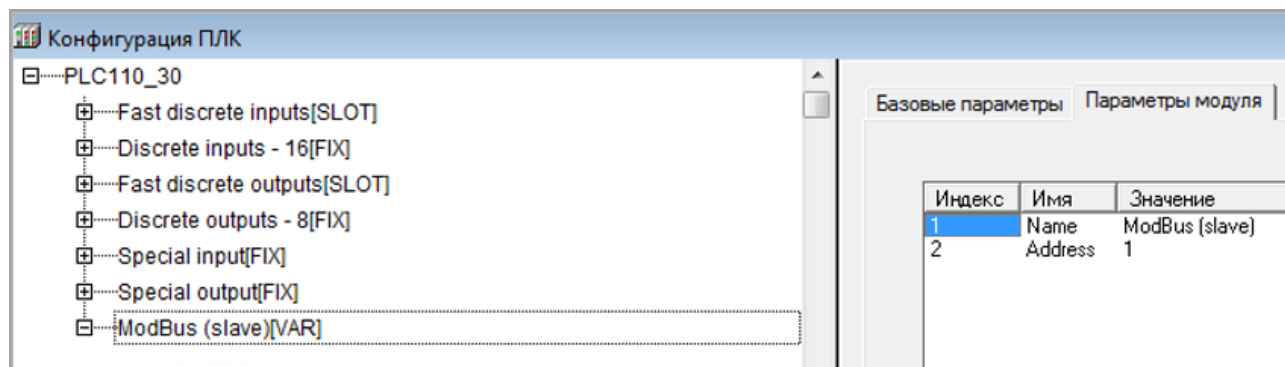 Конфигурация ПЛК
PLC110_30
Fast discrete inputs[SLOT]
Discrete inputs - 16[FIX]
Fast discrete outputs[SLOT]
Discrete outputs - 8[FIX]
Special input[FIX]
Special output[FIX]
ModBus (slave)[VAR]
Базовые параметры Параметры модуля
Индекс Имя Значение
1 Name ModBus (slave)
2 Address 1